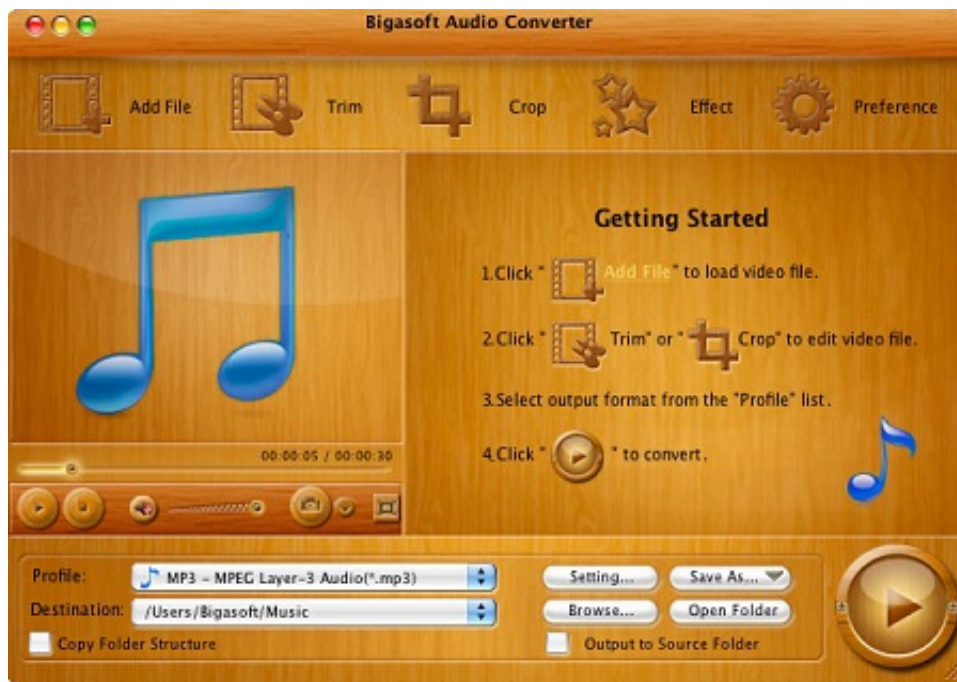 Bigasoft Audio Converter
Add File Trim Crop Effect Preference
Getting Started
1.Click " Add File" to load video file.
2.Click " Trim" or " Crop" to edit video file.
3.Select output format from the "Profile" list.
4.Click " " to convert.
00:00:05 / 00:00:30
Profile: MP3 - MPEG Layer-3 Audio(*.mp3) Setting... Save As...
Destination: /Users/Bigasoft/Music Browse... Open Folder
Copy Folder Structure Output to Source Folder